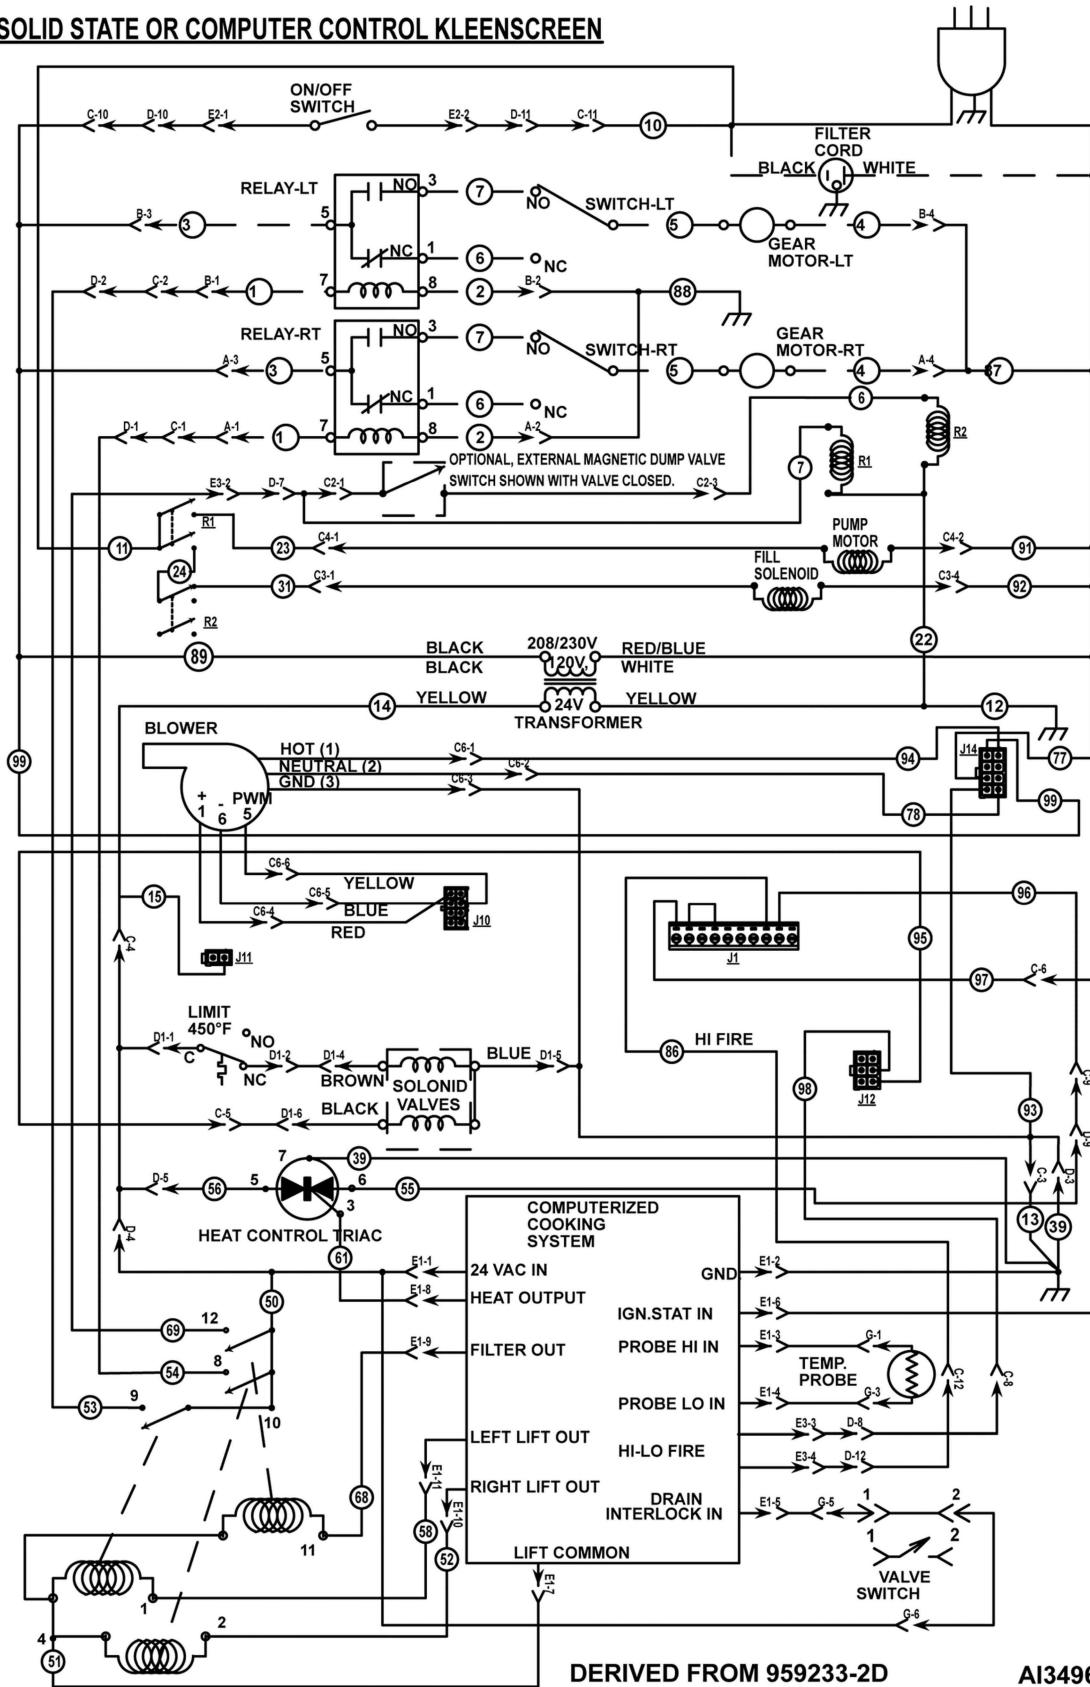 SOLID STATE OR COMPUTER CONTROL KLEENSCREEN
ON/OFF
SWITCH
C-10 D-10 E2-1 E2-2 D-11 C-11 10
FILTER
CORD
BLACK WHITE
RELAY-LT NO 3 7 NO SWITCH-LT
B-3 3 5 5 GEAR
MOTOR-LT 4 B-4
NC 1 6 NC
D-2 C-2 B-1 1 7 8 2 B-2 88
RELAY-RT NO 3 7 NO SWITCH-RT
GEAR
MOTOR-RT
A-3 3 5 5 4 A-4 87
NC 1 6 NC
6
D-1 C-1 A-1 1 7 8 2 A-2
R2
R1
7
OPTIONAL, EXTERNAL MAGNETIC DUMP VALVE
SWITCH SHOWN WITH VALVE CLOSED.
E3-2 D-7 C2-1 C2-3
R1
PUMP
MOTOR
11 23 C4-1 C4-2 91
24
FILL
SOLENOID
31 C3-1 C3-4 92
R2
22
89 BLACK 208/230V RED/BLUE
BLACK 120V, WHITE
14 YELLOW 24V YELLOW 12
TRANSFORMER
BLOWER
99
HOT (1) C6-1 94 J14 77
NEUTRAL (2) C6-2
GND (3) C6-3
+ - PWM
1 6 5
78 99
C6-6 YELLOW
15 C6-5 BLUE
C6-4 RED J10
96
C-4
J11
J1
95
97 C-6
LIMIT
450°F
NO
D1-1 C NC D1-2 D1-4 BROWN SOLONID
VALVES BLUE D1-5
86 HI FIRE
98 J12
C-9
93
C-5 D1-6 BLACK
D-9
7 39
C-3 D-3
D-5 56 5 6 55
3
HEAT CONTROL TRIAC
D-4
13 39
61
COMPUTERIZED
COOKING
SYSTEM
E1-1 24 VAC IN GND E1-2
50
E1-8 HEAT OUTPUT IGN.STAT IN E1-6
69 12
E1-9 FILTER OUT PROBE HI IN E1-3 G-1
54 8
TEMP.
PROBE
C-12 C-8
53 9 10
PROBE LO IN E1-4 G-3
LEFT LIFT OUT E3-3 D-8
HI-LO FIRE E3-4 D-12
E1-11
RIGHT LIFT OUT
E1-10
68
DRAIN
INTERLOCK IN E1-5 G-5 1 2
58
11
52
LIFT COMMON
E1-7
1 2
VALVE
SWITCH
1
2
G-6
4
51
DERIVED FROM 959233-2D
AI3496